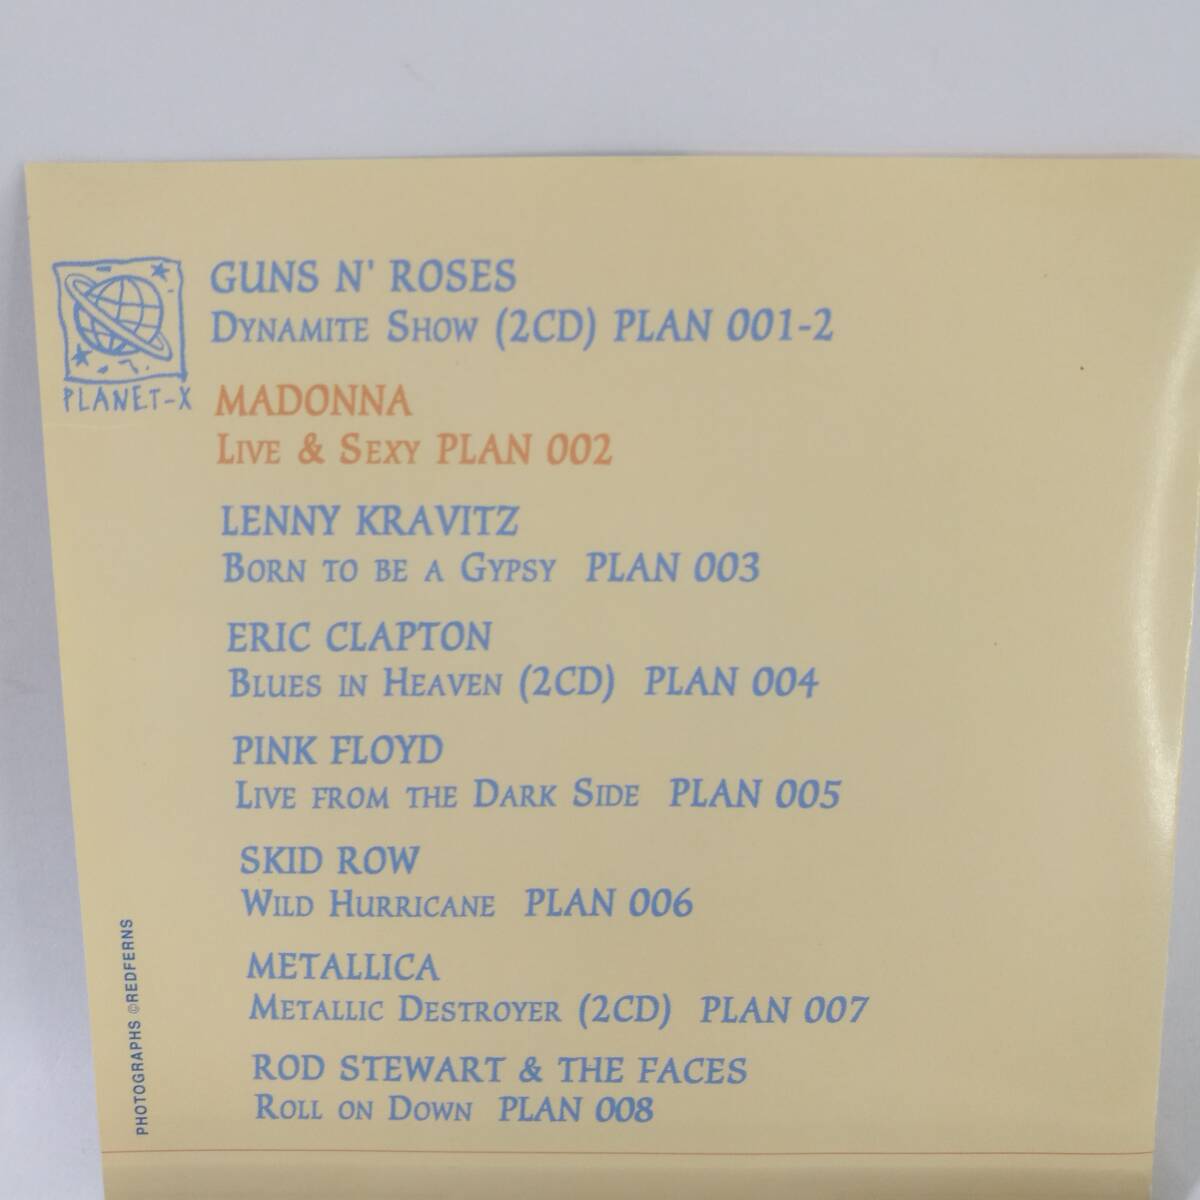 PLANET-X
GUNS N' ROSES
DYNAMITE SHOW (2CD) PLAN 001-2
MADONNA
LIVE & SEXY PLAN 002
LENNY KRAVITZ
BORN TO BE A GYPSY PLAN 003
ERIC CLAPTON
BLUES IN HEAVEN (2CD) PLAN 004
PINK FLOYD
LIVE FROM THE DARK SIDE PLAN 005
SKID ROW
WILD HURRICANE PLAN 006
METALLICA
METALLIC DESTROYER (2CD) PLAN 007
ROD STEWART & THE FACES
ROLL ON DOWN PLAN 008
PHOTOGRAPHS ©REDFERNS